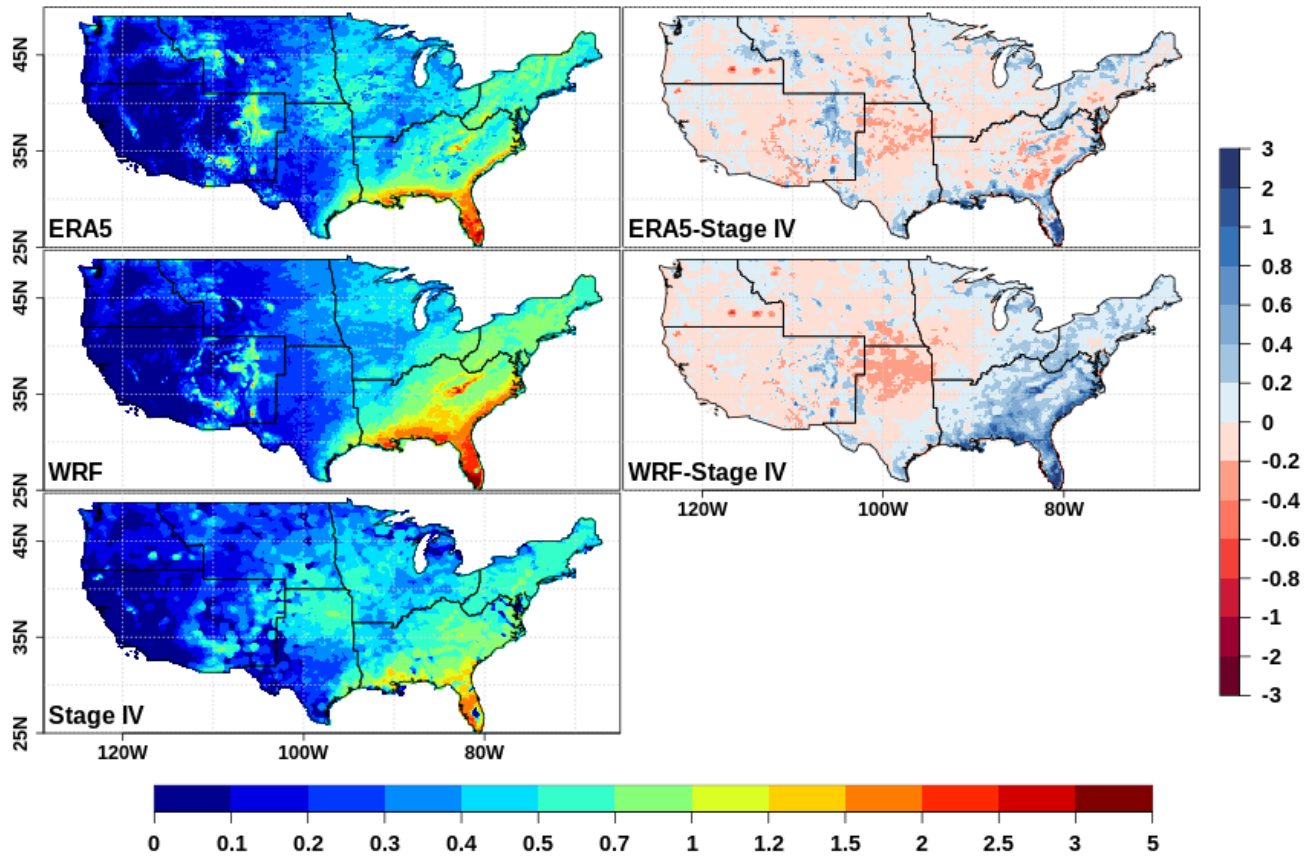 45N
35N
25N
ERA5
ERA5-Stage IV
45N
35N
25N
WRF
WRF-Stage IV
120W 100W 80W
45N
35N
25N
Stage IV
120W 100W 80W
3
2
1
0.8
0.6
0.4
0.2
0
-0.2
-0.4
-0.6
-0.8
-1
-2
-3
0 0.1 0.2 0.3 0.4 0.5 0.7 1 1.2 1.5 2 2.5 3 5